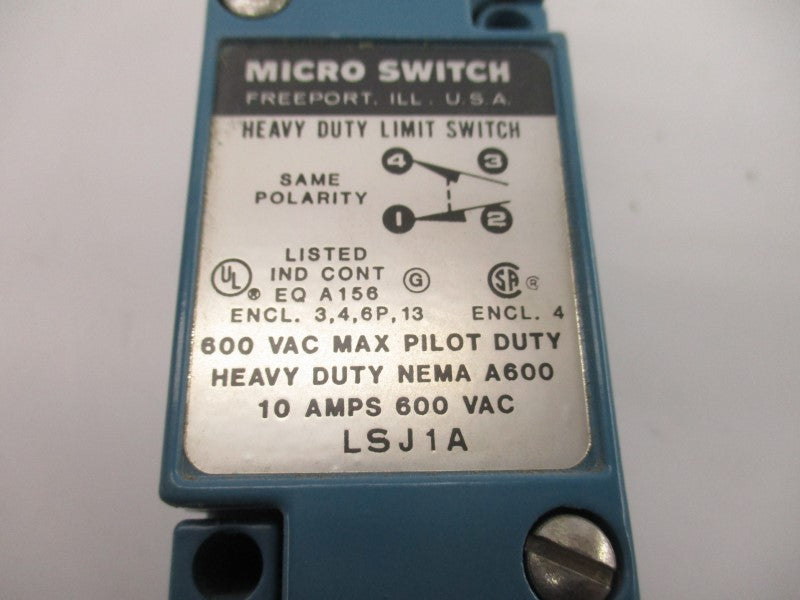 MICRO SWITCH
FREEPORT, ILL. U.S.A.
HEAVY DUTY LIMIT SWITCH
4 3
SAME
POLARITY
1 2
LISTED
UL ® IND CONT G SA ®
EQ A156
ENCL. 3,4,6P,13 ENCL. 4
600 VAC MAX PILOT DUTY
HEAVY DUTY NEMA A600
10 AMPS 600 VAC
LSJ1A